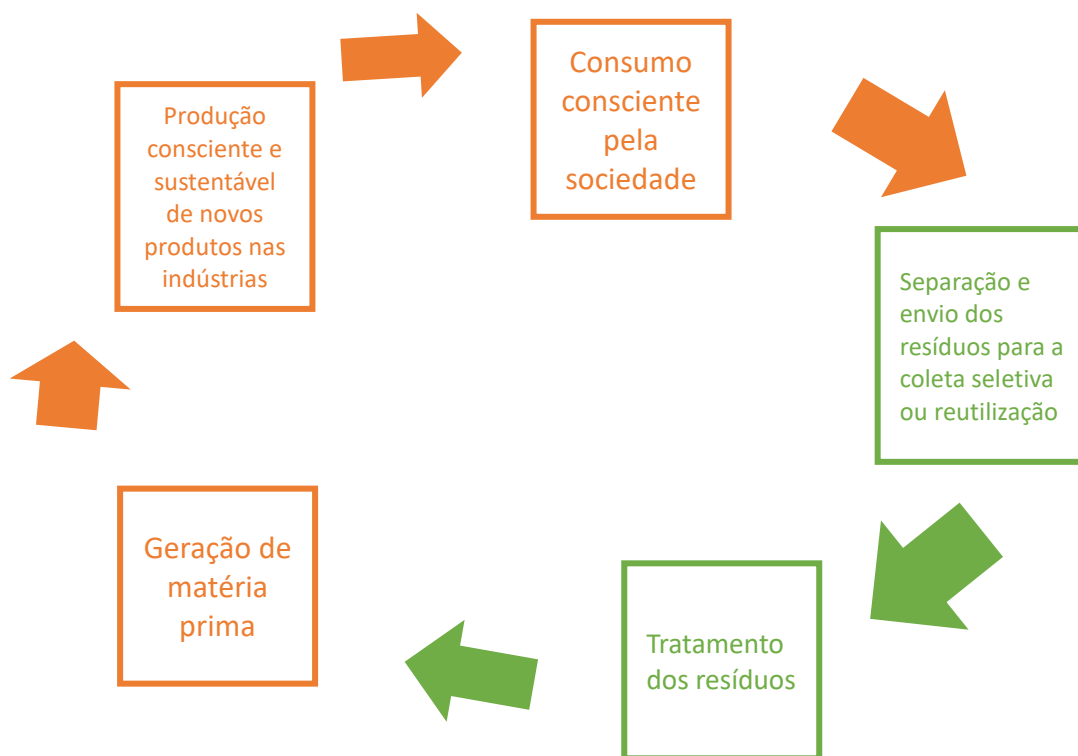 Produção
consciente e
sustentável
de novos
produtos nas
indústrias
Consumo
consciente
pela
sociedade
Separação e
envio dos
resíduos para a
coleta seletiva
ou reutilização
Tratamento
dos resíduos
Geração de
matéria
prima